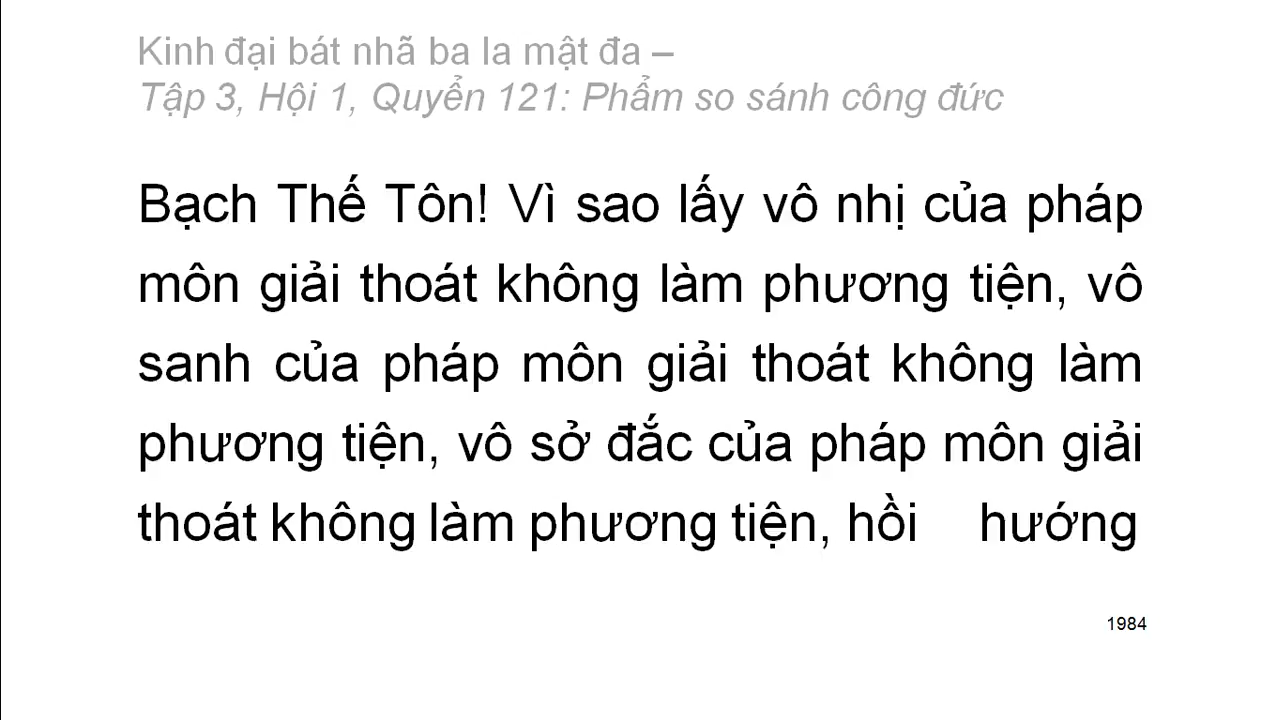 Kinh đại bát nhã ba la mật đa –
Tập 3, Hội 1, Quyển 121: Phẩm so sánh công đức
Bạch Thế Tôn! Vì sao lấy vô nhị của pháp
môn giải thoát không làm phương tiện, vô
sanh của pháp môn giải thoát không làm
phương tiện, vô sở đắc của pháp môn giải
thoát không làm phương tiện, hồi hướng
1984